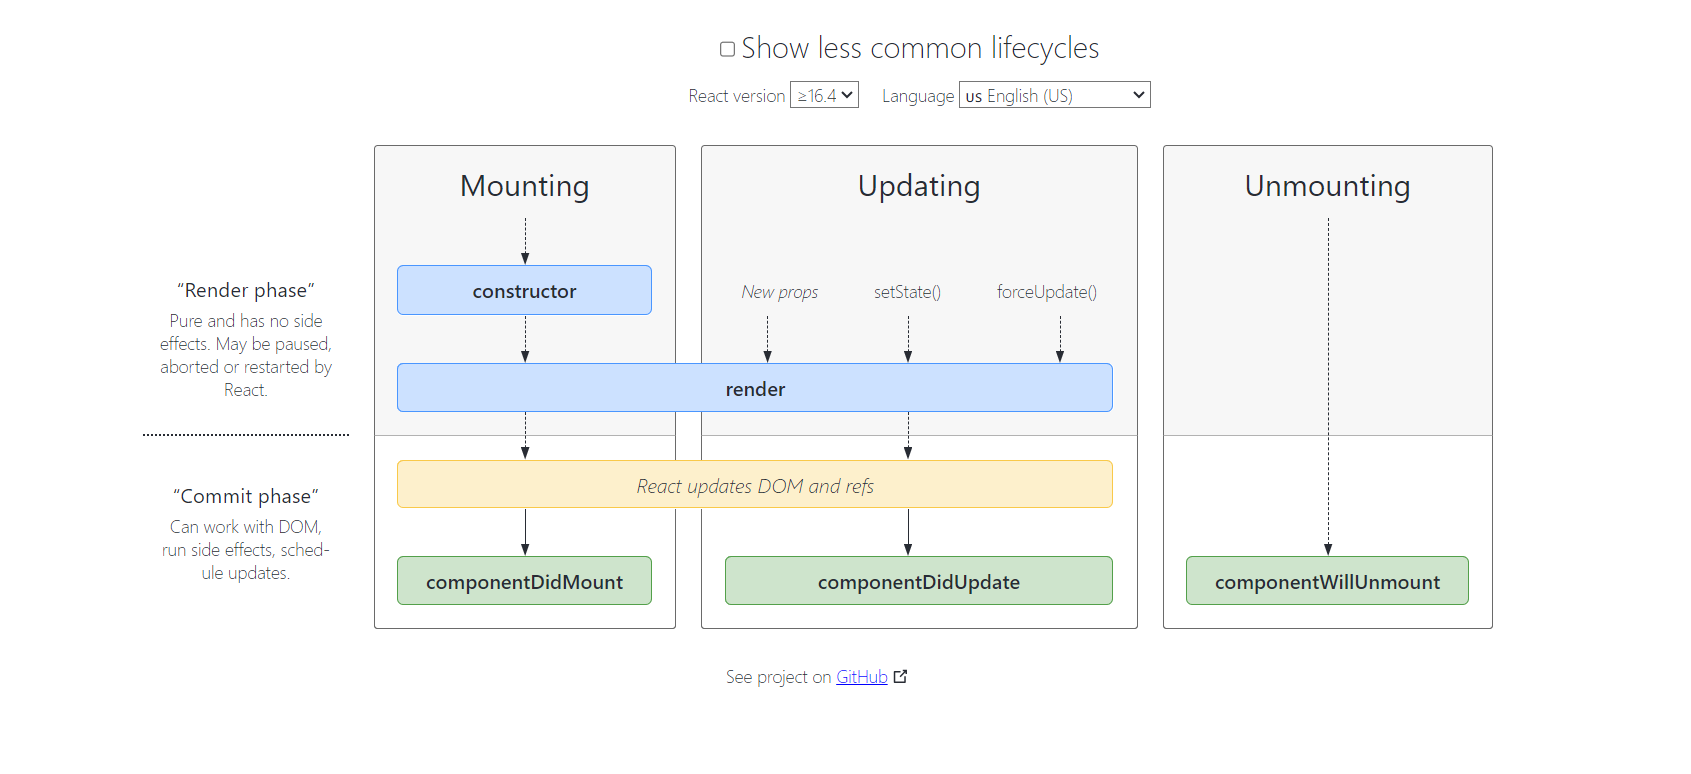 Show less common lifecycles
React version ≥16.4 Language us English (US)
Mounting
Updating
Unmounting
“Render phase”
Pure and has no side
effects. May be paused,
aborted or restarted by
React.
constructor
New props
setState()
forceUpdate()
render
“Commit phase”
Can work with DOM,
run side effects, sched-
ule updates.
React updates DOM and refs
componentDidMount
componentDidUpdate
componentWillUnmount
See project on GitHub